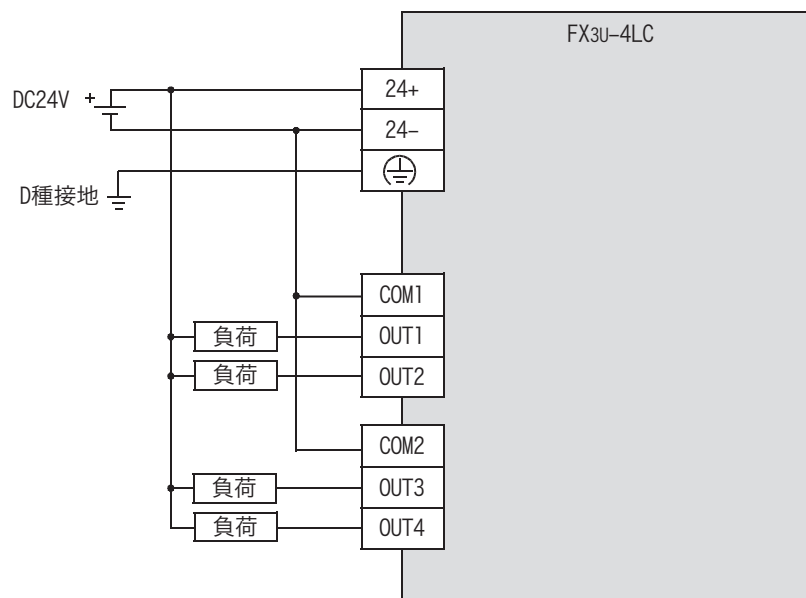 FX3U-4LC
DC24V +
24+
24-
D種接地
COM1
負荷 OUT1
負荷 OUT2
COM2
負荷 OUT3
負荷 OUT4